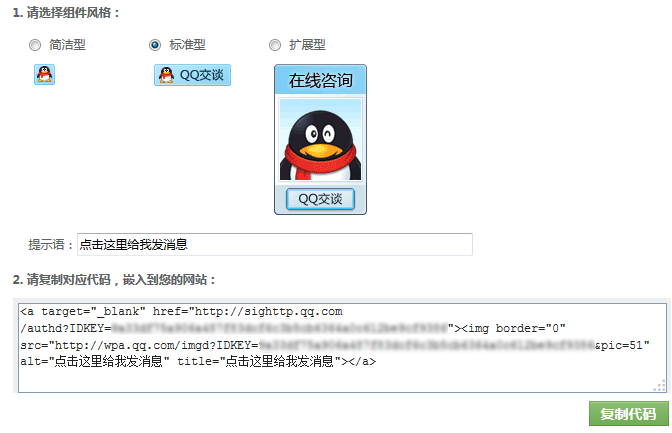 1. 请选择组件风格：
简洁型 标准型 扩展型
QQ交谈
在线咨询
QQ交谈
提示语：点击这里给我发消息
2. 请复制对应代码，嵌入到您的网站：
<a target="_blank" href="http://sighttp.qq.com
/authd?IDKEY="><img border="0"
src="http://wpa.qq.com/imgd?IDKEY=&pic=51"
alt="点击这里给我发消息" title="点击这里给我发消息"></a>
复制代码